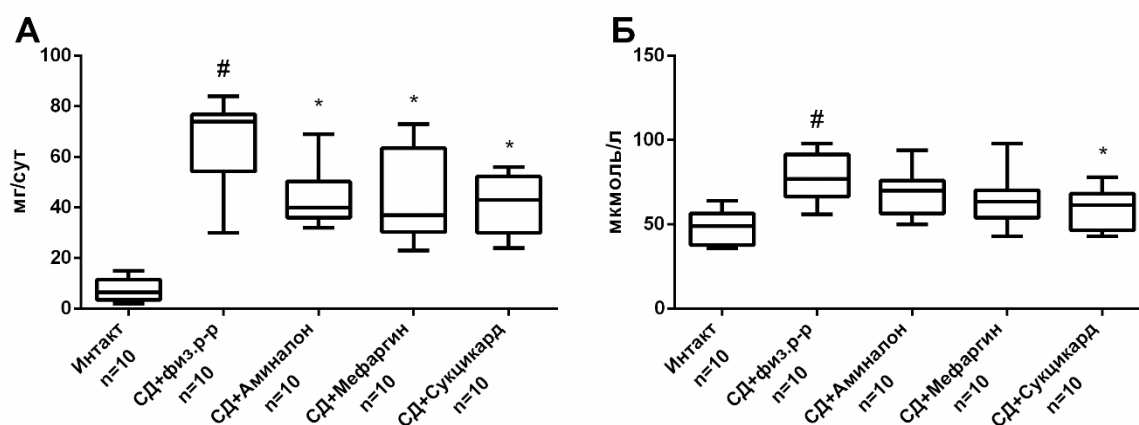 А
мг/сут
100
80
60
40
20
0
#
*
*
*
Интакт
n=10
СД+физ.р-р
n=10
СД+Аминалон
n=10
СД+Мефаргин
n=10
СД+Сукцикард
n=10
Б
мкмоль/л
150
100
50
0
#
*
Интакт
n=10
СД+физ.р-р
n=10
СД+Аминалон
n=10
СД+Мефаргин
n=10
СД+Сукцикард
n=10